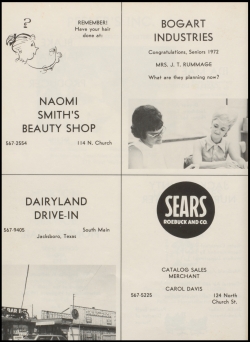 ?
REMEMBER!
Have your hair
done at:
NAOMI
SMITH'S
BEAUTY SHOP
567-2554 114 N. Church
BOGART
INDUSTRIES
Congratulations, Seniors 1972
MRS. J. T. RUMMAGE
What are they planning now?
DAIRYLAND
DRIVE-IN
567-9405 South Main
Jacksboro, Texas
SEARS
ROEBUCK AND CO.
CATALOG SALES
MERCHANT
CAROL DAVIS
567-5325 124 North
Church St.